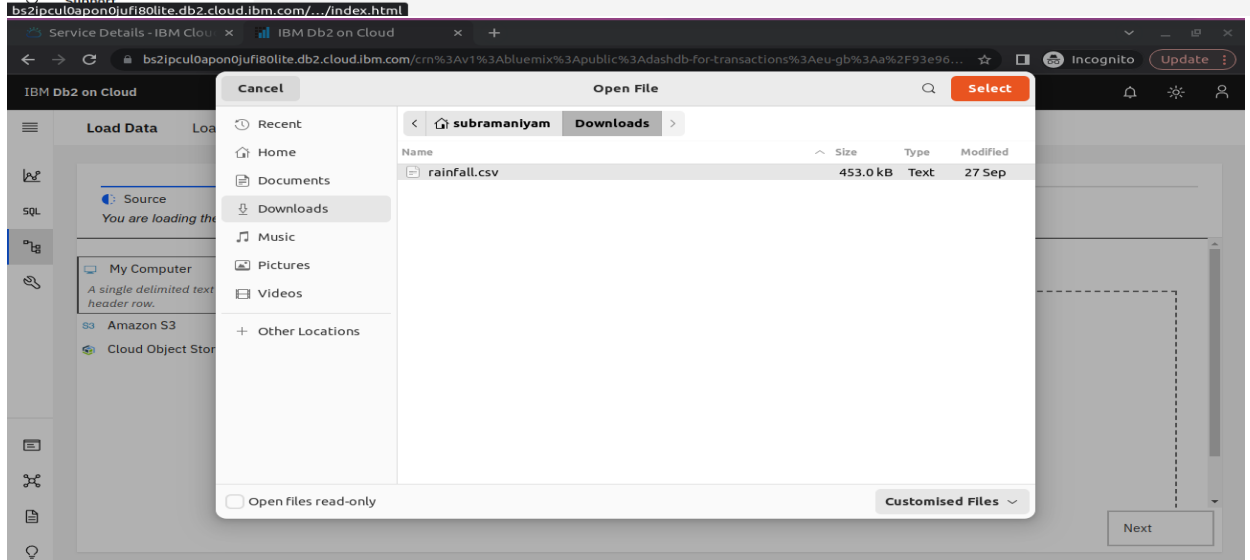 bs2ipcul0apon0jufi80lite.db2.cloud.ibm.com/.../index.html
Service Details - IBM Clou
IBM Db2 on Cloud
bs2ipcul0apon0jufi80lite.db2.cloud.ibm.com/crn%3Av1%3Abluemix%3Apublic%3Adashdb-for-transactions%3Aeu-gb%3Aa%2F93e96...
Incognito
Update
IBM Db2 on Cloud
Cancel
Open File
Select
Load Data
Loa
Recent
Home
Documents
Downloads
Music
Pictures
Videos
Other Locations
subramaniyam
Downloads
Name
Size
Type
Modified
rainfall.csv
453.0 kB
Text
27 Sep
SQL
Source
You are loading the
My Computer
A single delimited text
header row.
S3
Amazon S3
Cloud Object Stor
Open files read-only
Customised Files
Next